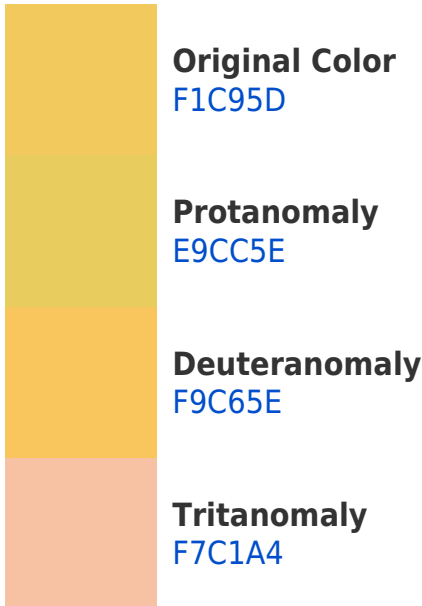 Original Color
F1C95D
Protanomaly
E9CC5E
Deuteranomaly
F9C65E
Tritanomaly
F7C1A4